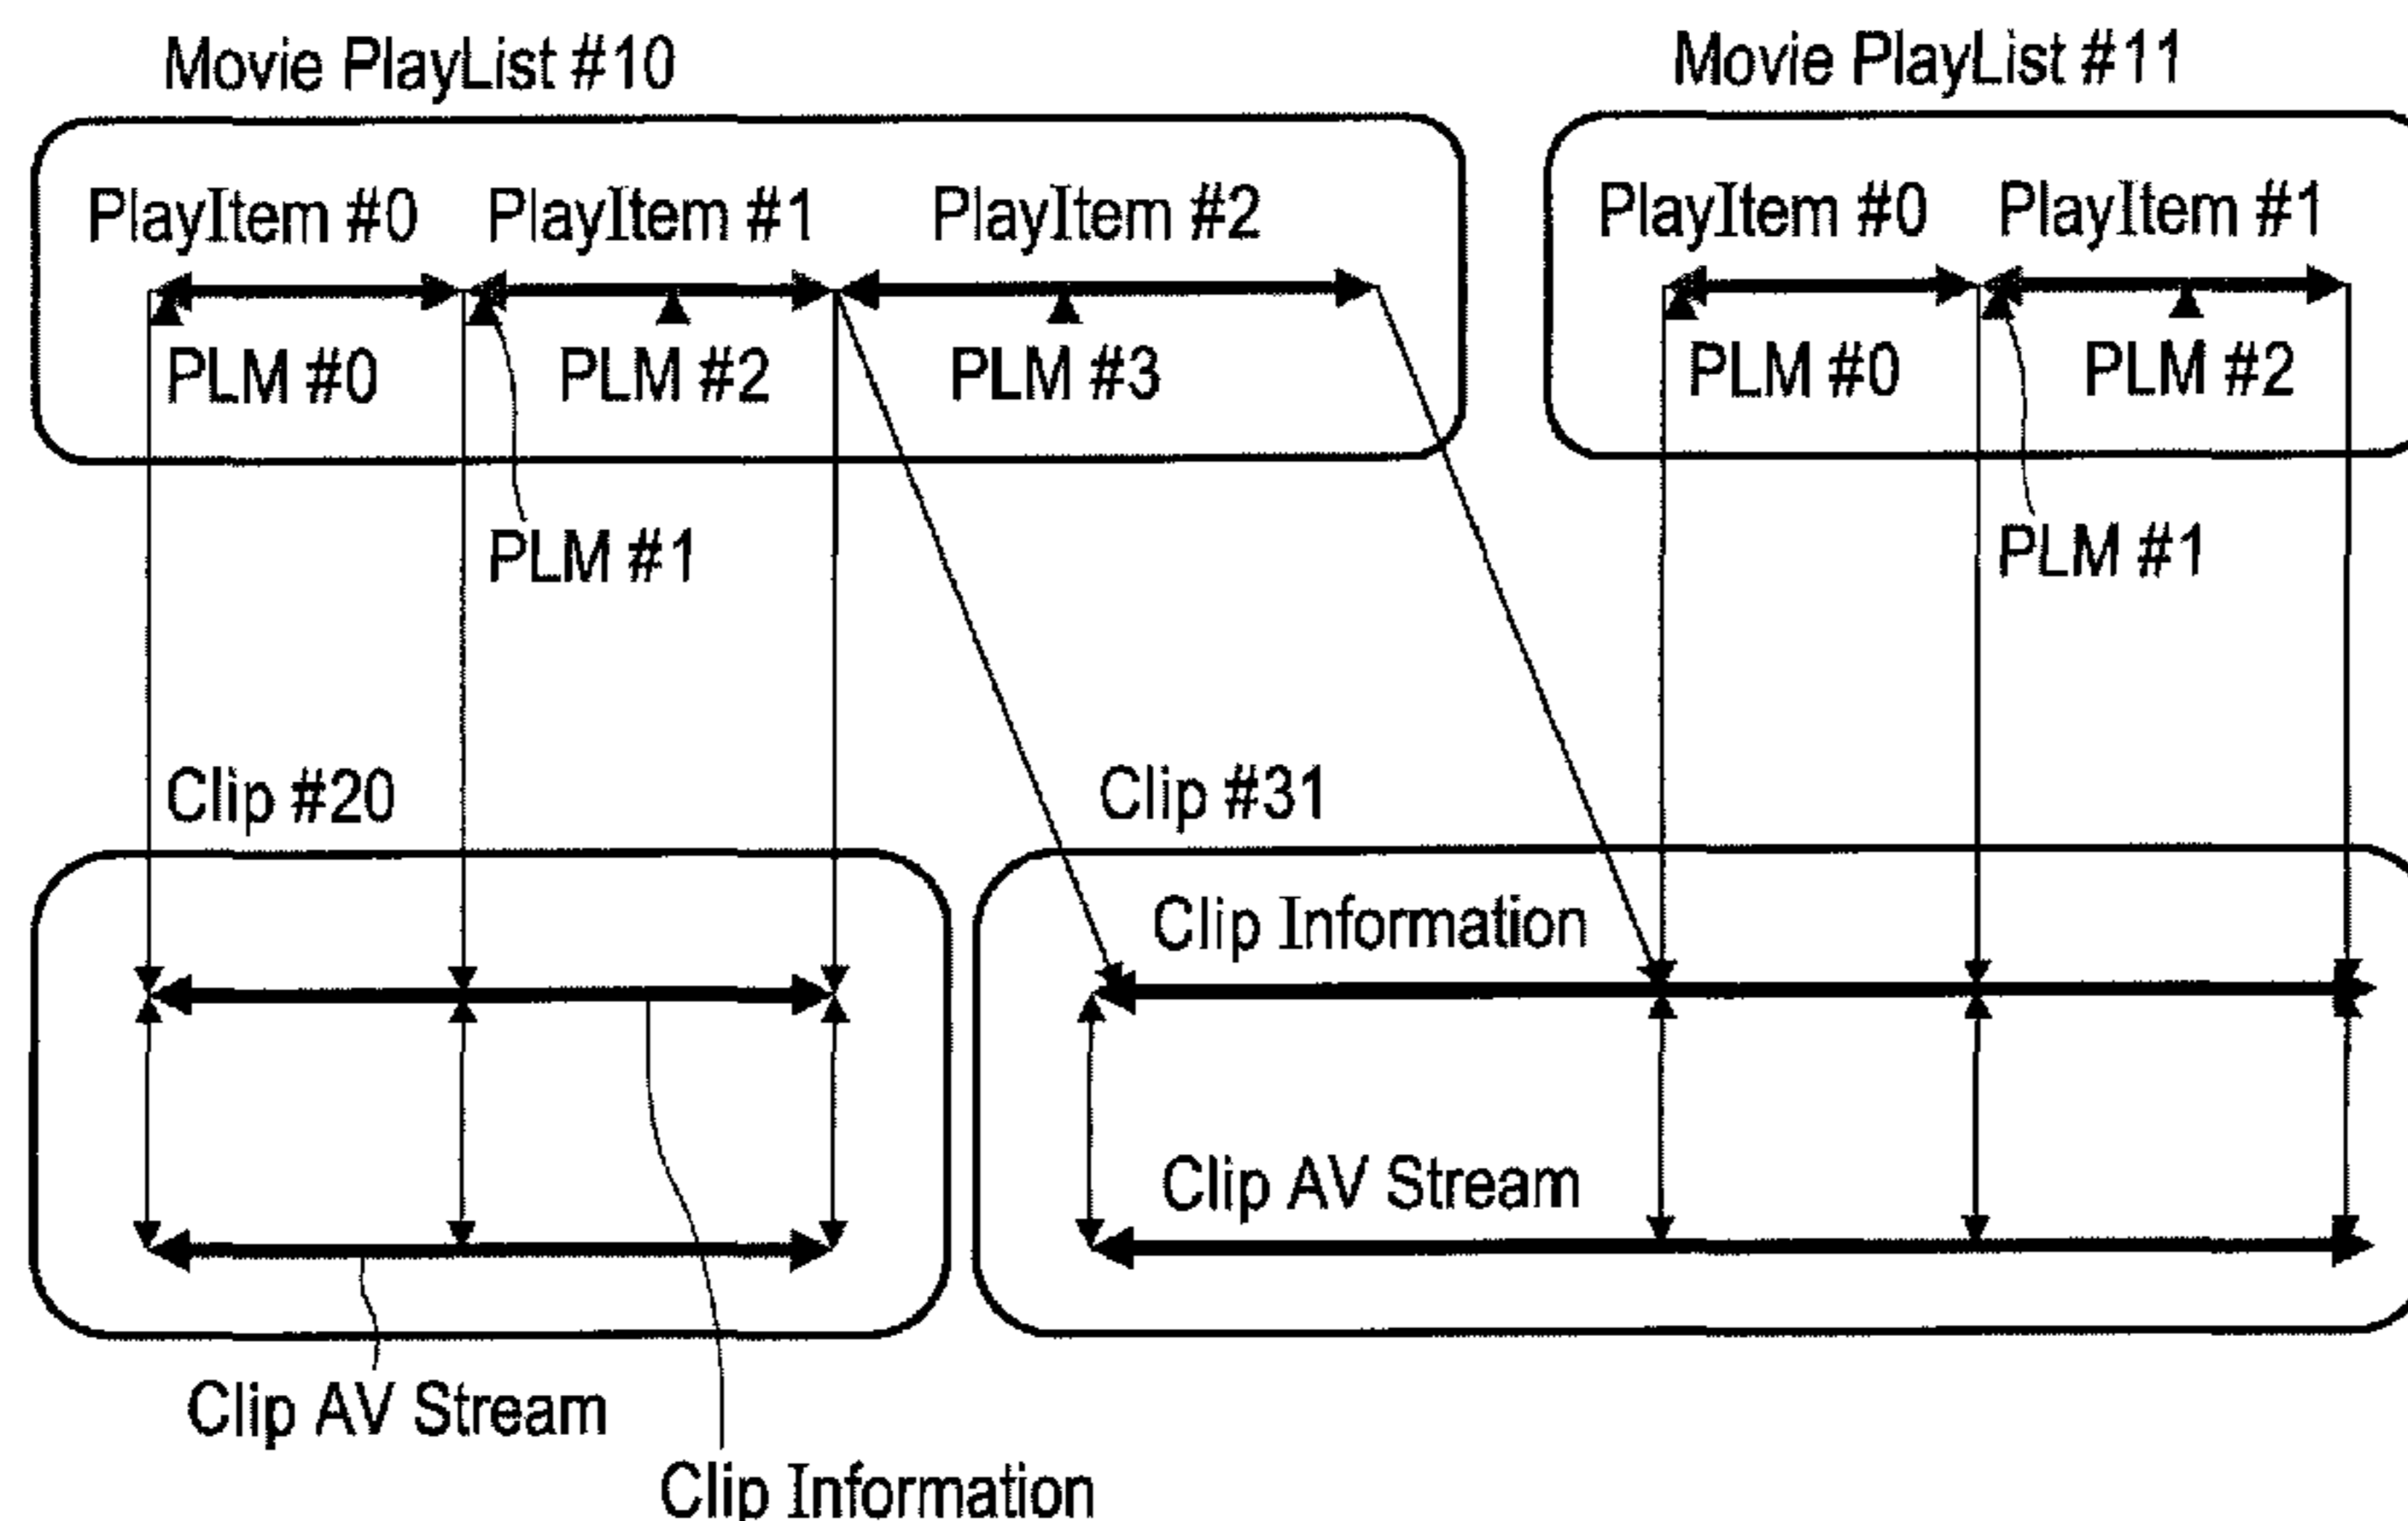 Movie PlayList #10
Movie PlayList #11
PlayItem #0
PlayItem #1
PlayItem #2
PlayItem #0
PlayItem #1
PLM #0
PLM #2
PLM #3
PLM #0
PLM #2
PLM #1
PLM #1
Clip #20
Clip #31
Clip Information
Clip AV Stream
Clip AV Stream
Clip Information